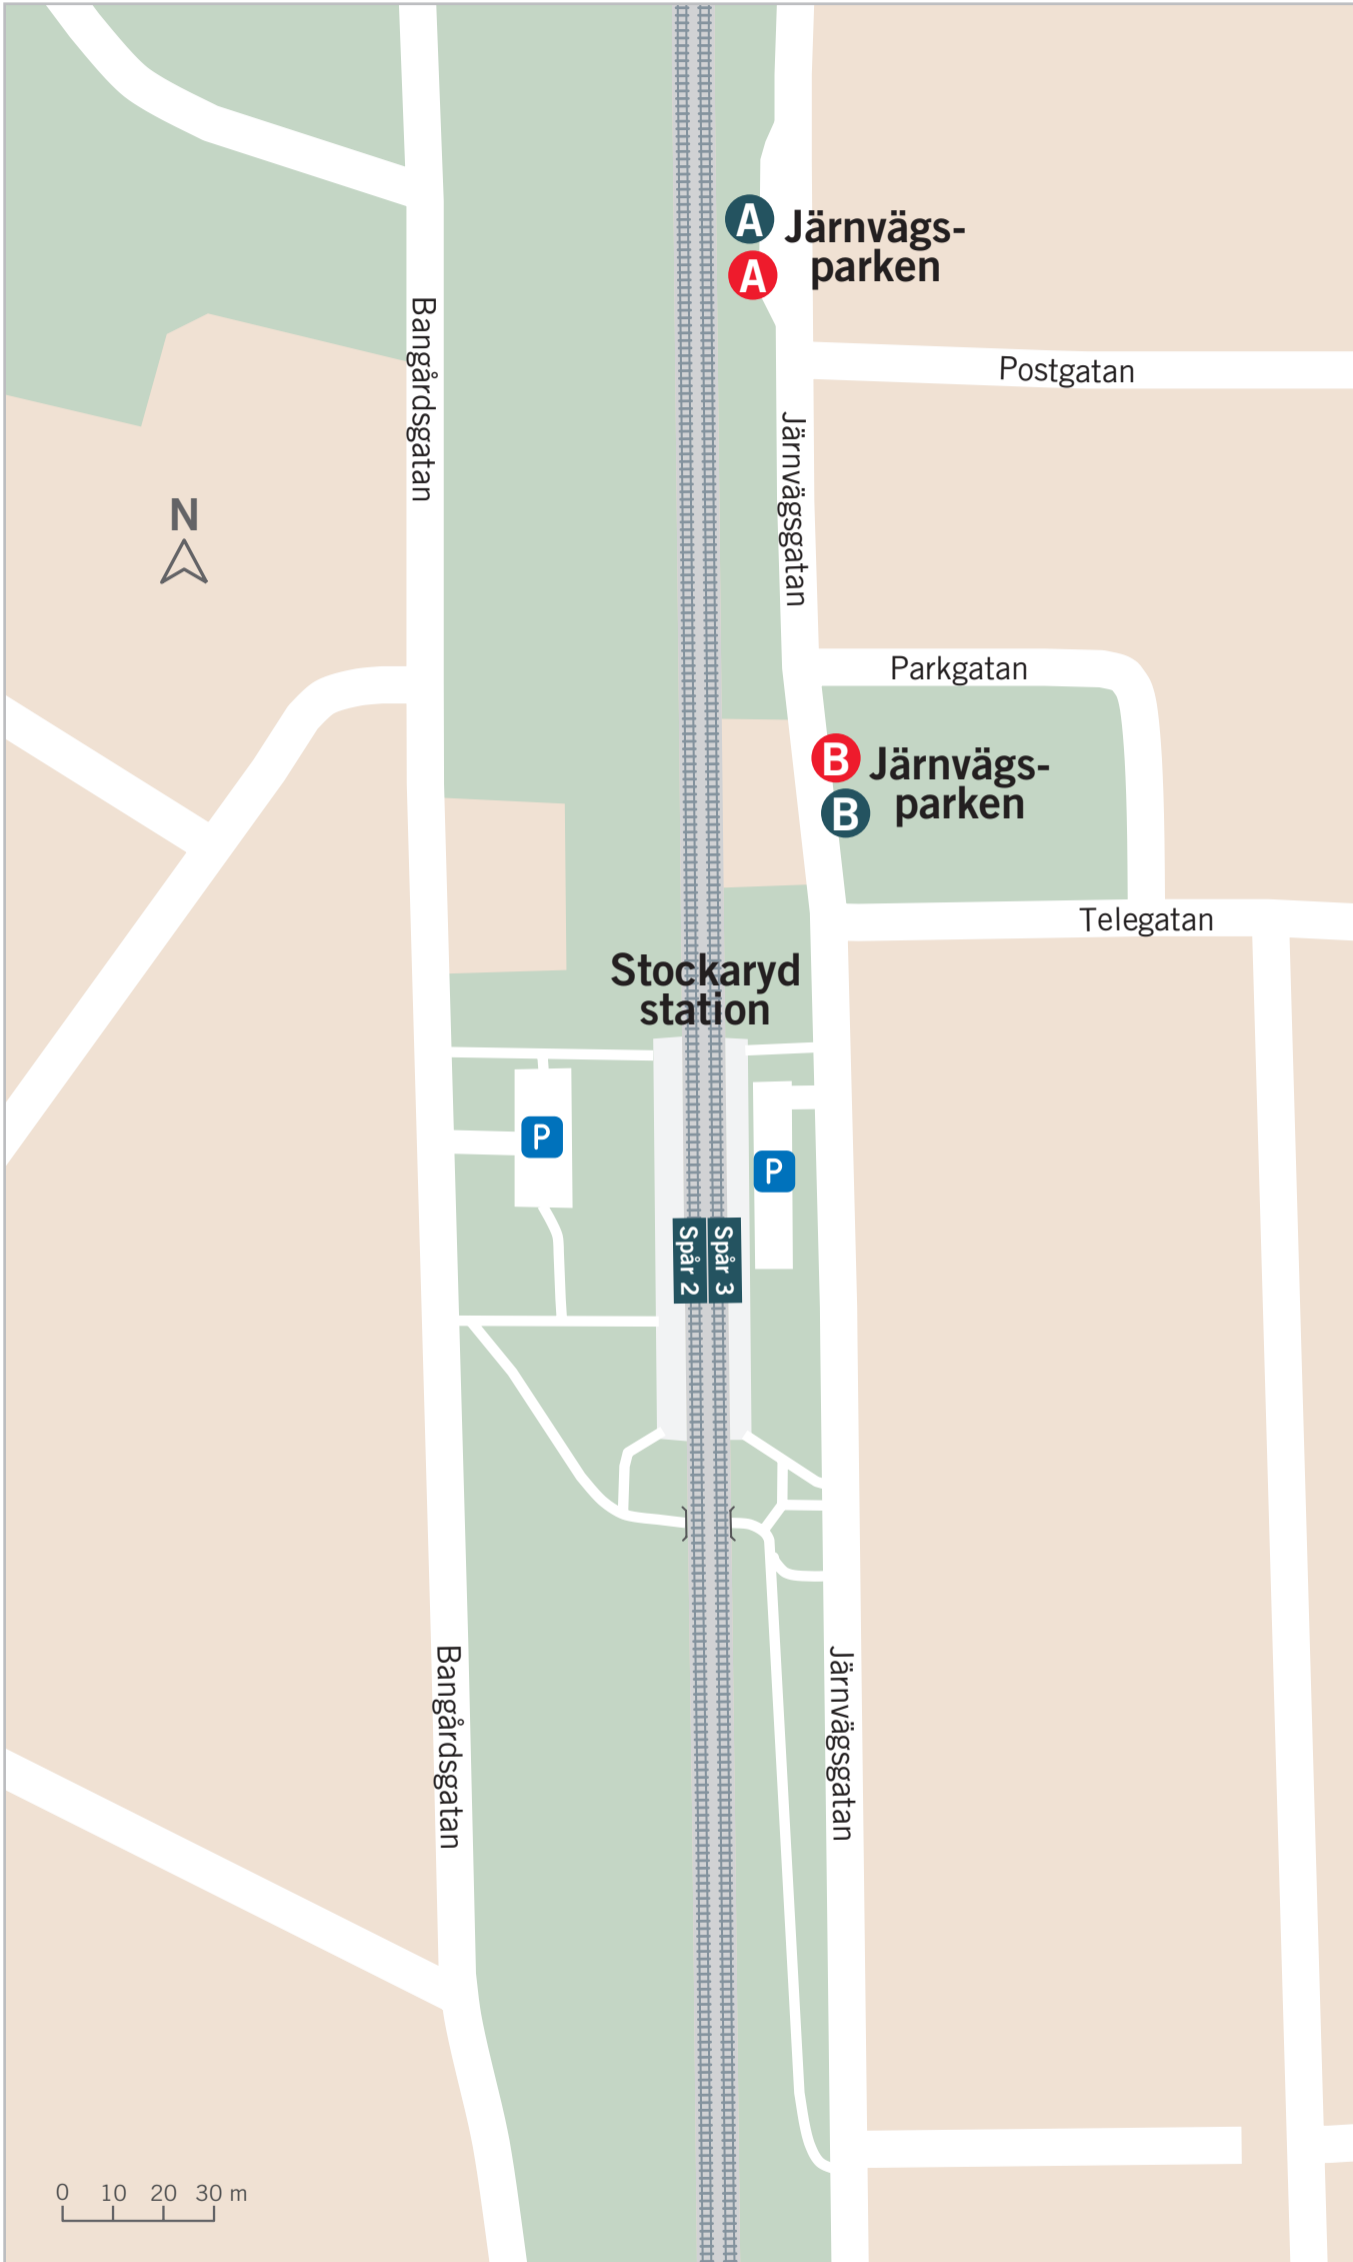 A
Järnvägs-
parken
A
Bangårdsgatan
Postgatan
Järnvägsgatan
N
Parkgatan
B
Järnvägs-
parken
B
Telegatan
Stockaryd
station
P
P
Spår 2
Spår 3
Bangårdsgatan
Järnvägsgatan
0 10 20 30 m